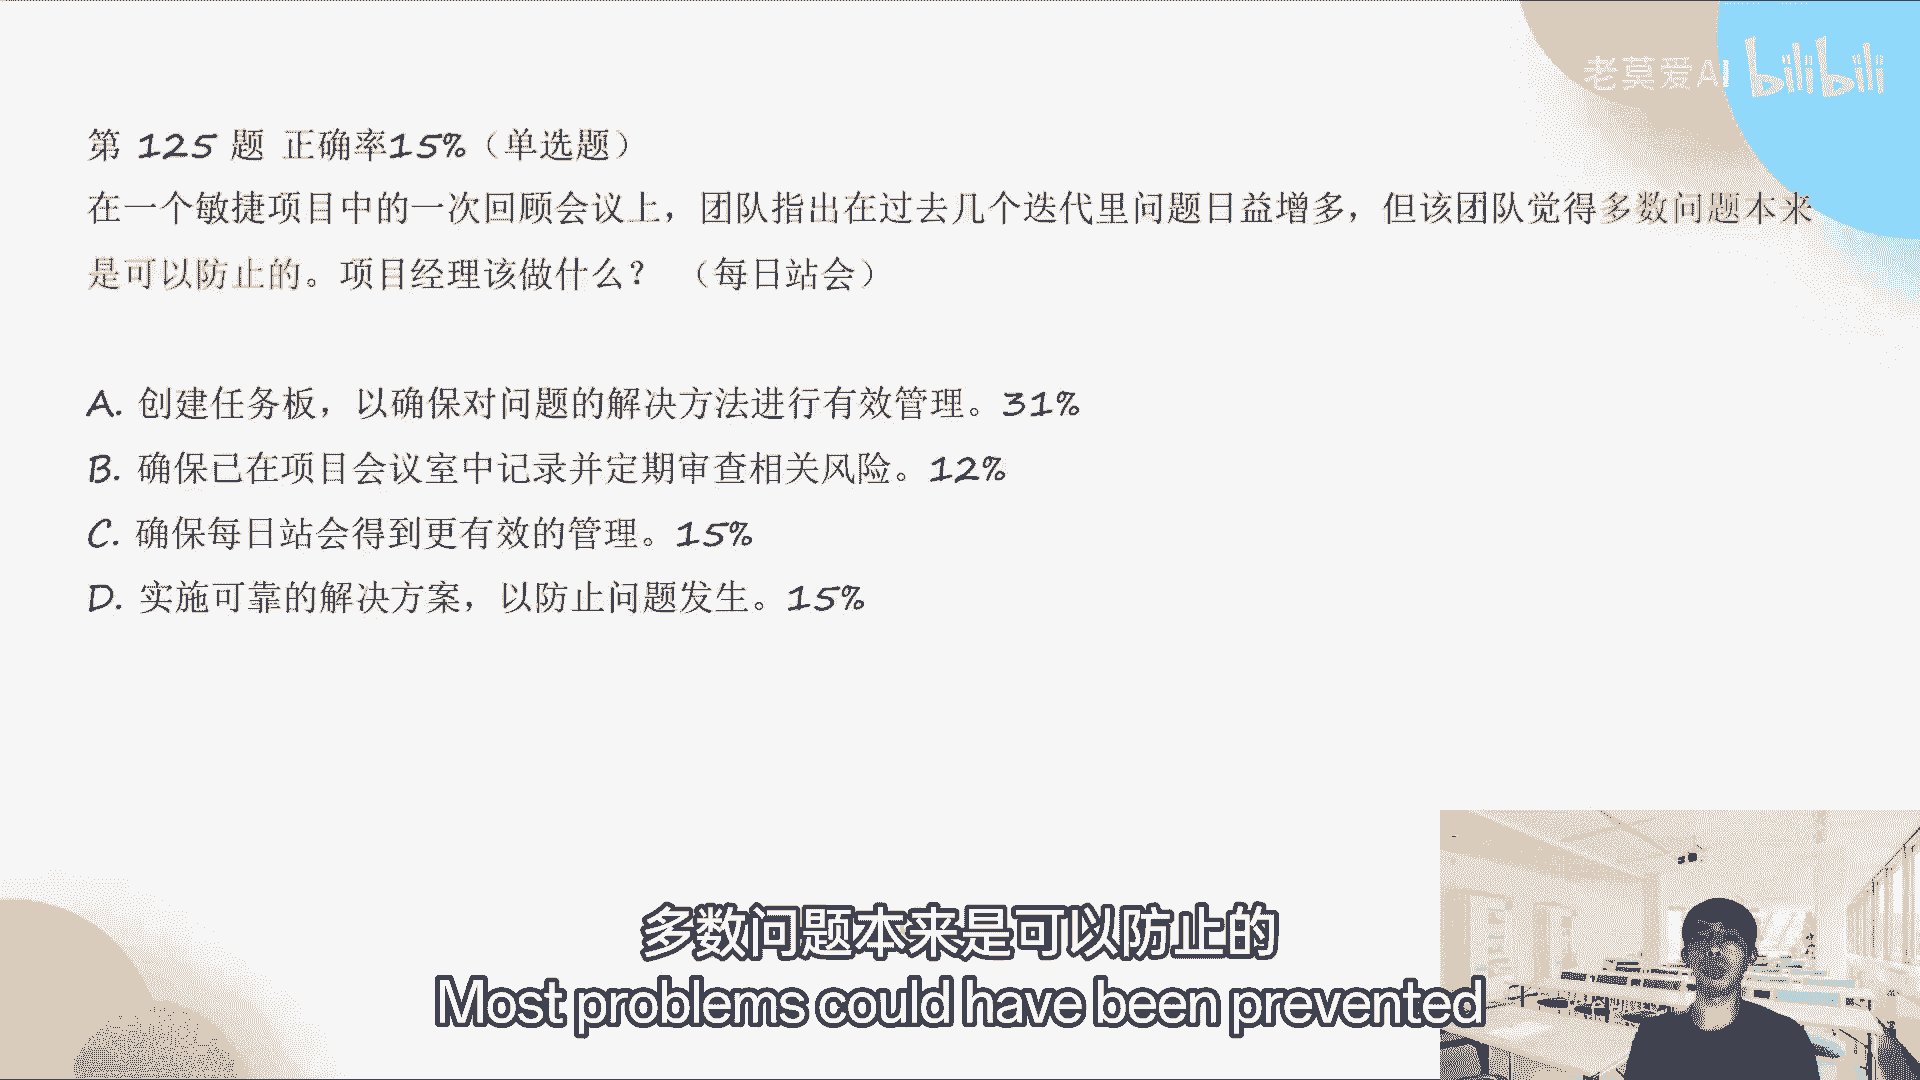 老莫爱AI bilibili
第 125 题 正确率15%（单选题）
在一个敏捷项目中的一次回顾会议上，团队指出在过去几个迭代里问题日益增多，但该团队觉得多数问题本来
是可以防止的。项目经理该做什么？ （每日站会）
A. 创建任务板，以确保对问题的解决方法进行有效管理。31%
B. 确保已在项目会议室中记录并定期审查相关风险。12%
C. 确保每日站会得到更有效的管理。15%
D. 实施可靠的解决方案，以防止问题发生。15%
多数问题本来是可以防止的
Most problems could have been prevented